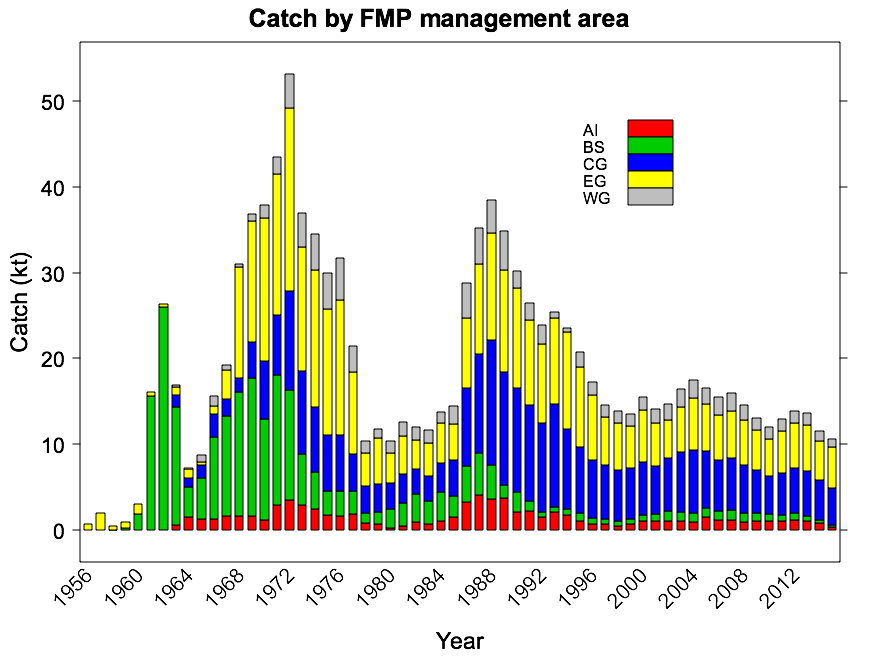 Catch by FMP management area
Catch (kt)
50
40
30
20
10
0
AI
BS
CG
EG
WG
1956 1960 1964 1968 1972 1976 1980 1984 1988 1992 1996 2000 2004 2008 2012
Year